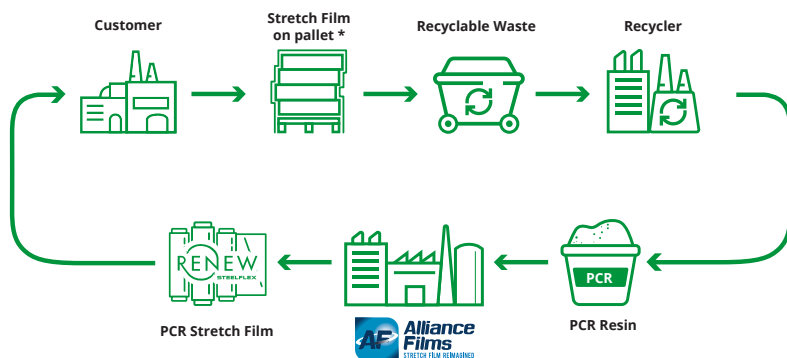 Customer
Stretch Film
on pallet *
Recyclable Waste
Recycler
RENEW
STEELFLEX
PCR
PCR Stretch Film
AF Alliance
Films
STRETCH FILM REIMAGINED
PCR Resin